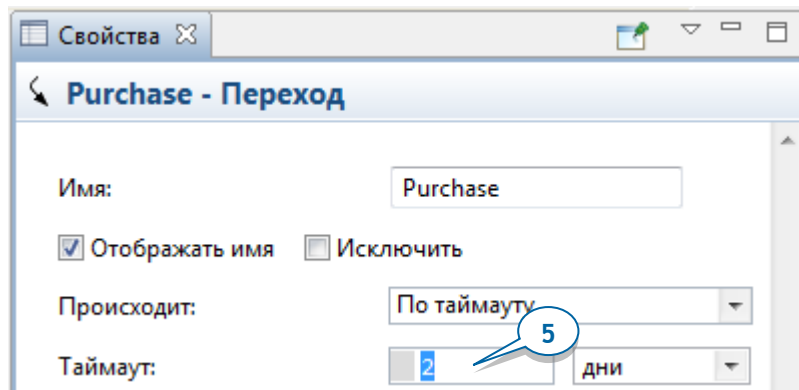 Свойства
Purchase - Переход
Имя: Purchase
Отображать имя Исключить
Происходит: По таймауту
5
Таймаут: 2 дни